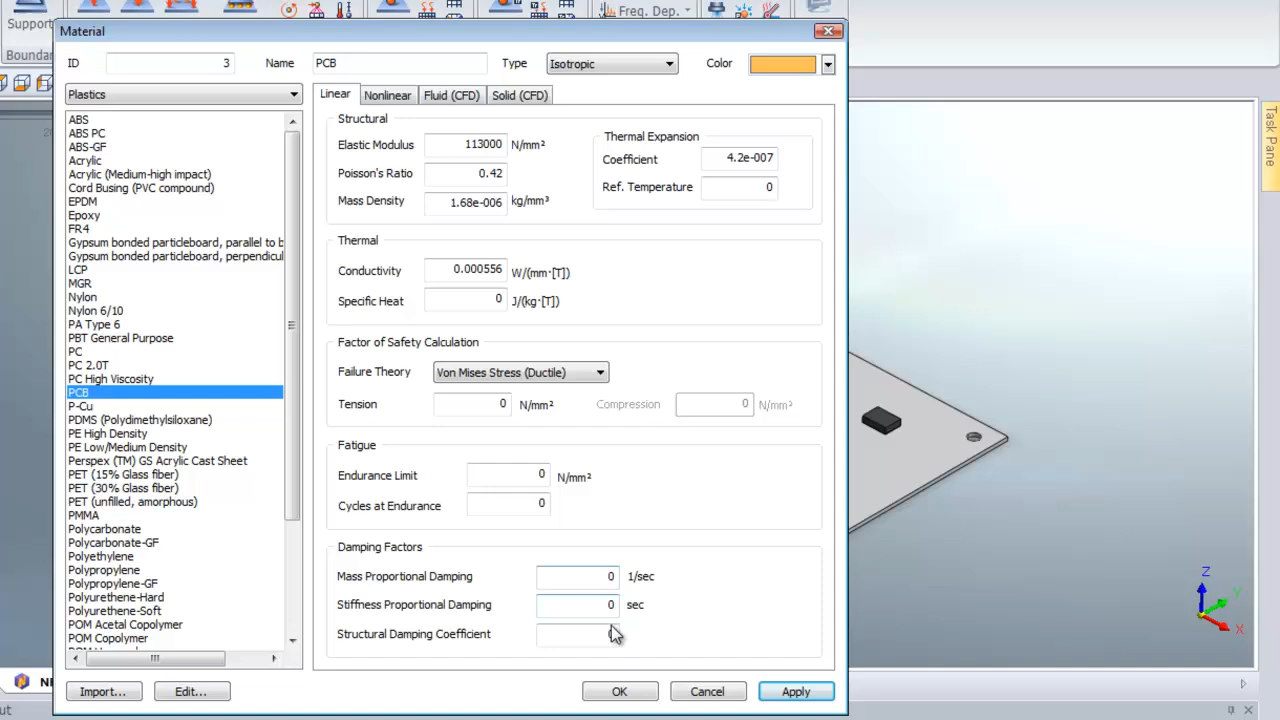 Support
Freq. Dep.
Boundar
Material
ID 3 Name PCB Type Isotropic Color
Plastics
Linear Nonlinear Fluid (CFD) Solid (CFD)
ABS
ABS PC
ABS-GF
Acrylic
Acrylic (Medium-high impact)
Cord Busing (PVC compound)
EPDM
Epoxy
FR4
Gypsum bonded particleboard, parallel to b
Gypsum bonded particleboard, perpendicul
LCP
MGR
Nylon
Nylon 6/10
PA Type 6
PBT General Purpose
PC
PC 2.0T
PC High Viscosity
PCB
P-Cu
PDMS (Polydimethylsiloxane)
PE High Density
PE Low/Medium Density
Perspex (TM) GS Acrylic Cast Sheet
PET (15% Glass fiber)
PET (30% Glass fiber)
PET (unfilled, amorphous)
PMMA
Polycarbonate
Polycarbonate-GF
Polyethylene
Polypropylene
Polypropylene-GF
Polyurethene-Hard
Polyurethene-Soft
POM Acetal Copolymer
POM Copolymer
Structural
Elastic Modulus 113000 N/mm²
Poisson's Ratio 0.42
Mass Density 1.68e-006 kg/mm³
Thermal Expansion
Coefficient 4.2e-007
Ref. Temperature 0
Thermal
Conductivity 0.000556 W/(mm·[T])
Specific Heat 0 J/(kg·[T])
Factor of Safety Calculation
Failure Theory Von Mises Stress (Ductile)
Tension 0 N/mm² Compression 0 N/mm²
Fatigue
Endurance Limit 0 N/mm²
Cycles at Endurance 0
Damping Factors
Mass Proportional Damping 0 1/sec
Stiffness Proportional Damping 0 sec
Structural Damping Coefficient
Import... Edit... OK Cancel Apply
Task Pane
Z
Y
X